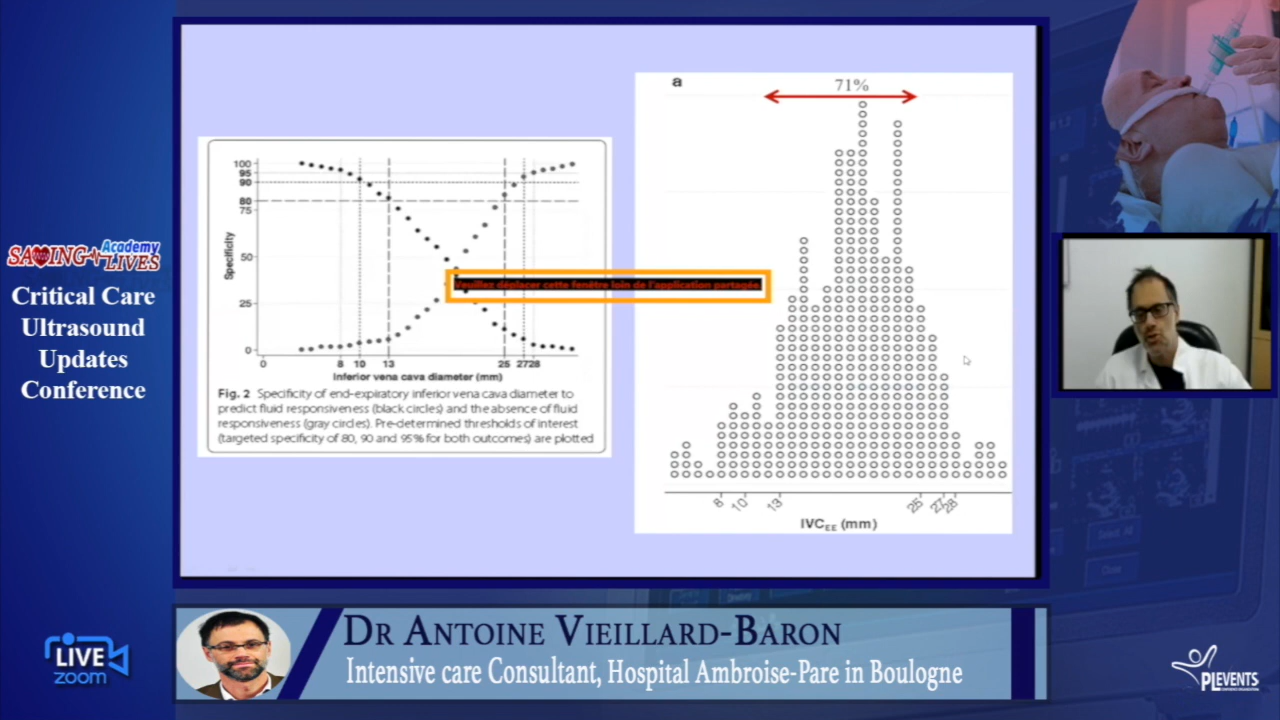 SAVING LIVES Academy
Critical Care
Ultrasound
Updates
Conference
100
95
90
80
75
50
25
0
Specificity
0 8 10 13 25 27 28
Inferior vena cava diameter (mm)
Fig. 2 Specificity of end-expiratory inferior vena cava diameter to
predict fluid responsiveness (black circles) and the absence of fluid
responsiveness (gray circles). Pre-determined thresholds of interest
(targeted specificity of 80, 90 and 95% for both outcomes) are plotted
Veuillez déplacer cette fenêtre loin de l'application partagée
a
71%
8 10 13 25 27 28
IVCEE (mm)
Dr Antoine Vieillard-Baron
Intensive care Consultant, Hospital Ambroise-Pare in Boulogne
LIVE
zoom
PLEVENTS